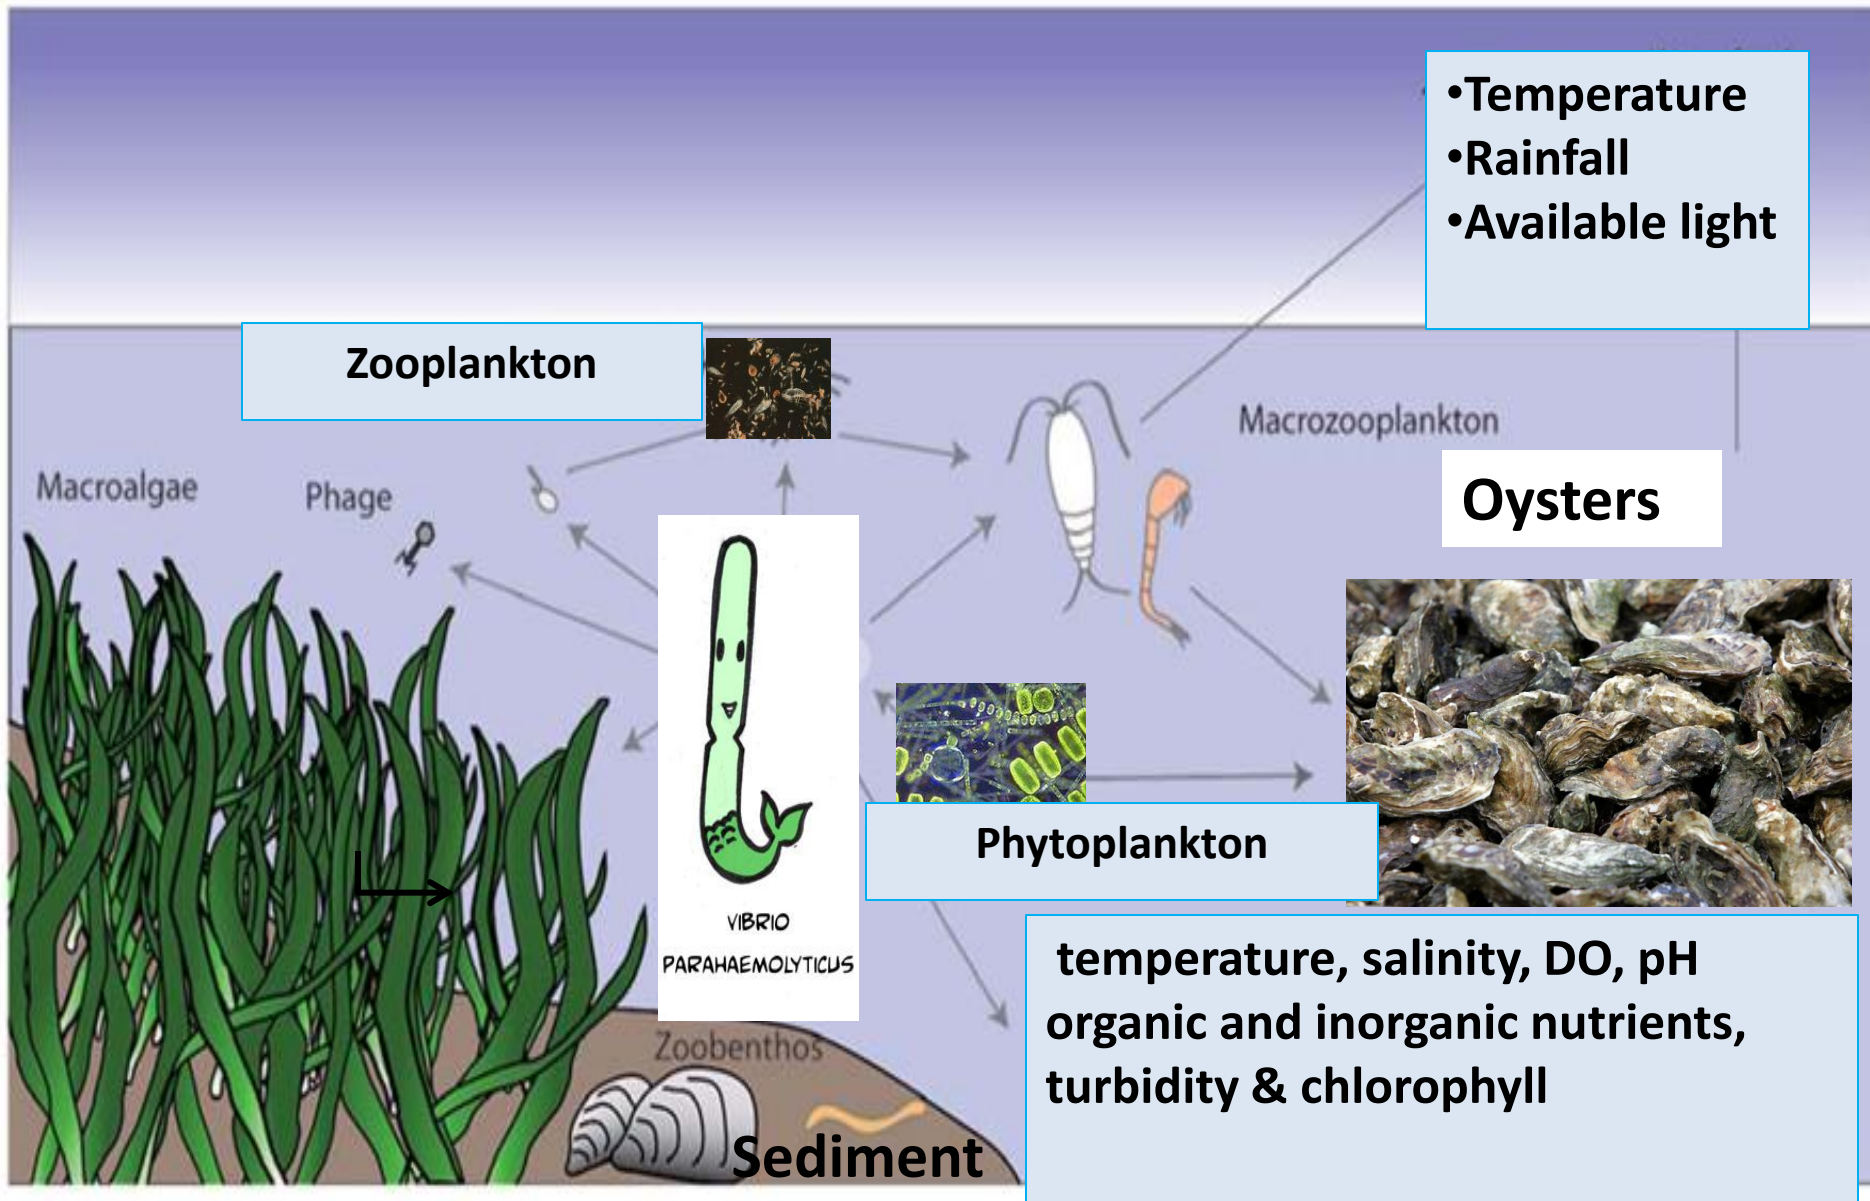 •Temperature
•Rainfall
•Available light
Zooplankton
Macrozooplankton
Macroalgae
Phage
Oysters
Phytoplankton
VIBRIO
PARAHAEMOLYTICUS
temperature, salinity, DO, pH
organic and inorganic nutrients,
turbidity & chlorophyll
Zoobenthos
Sediment